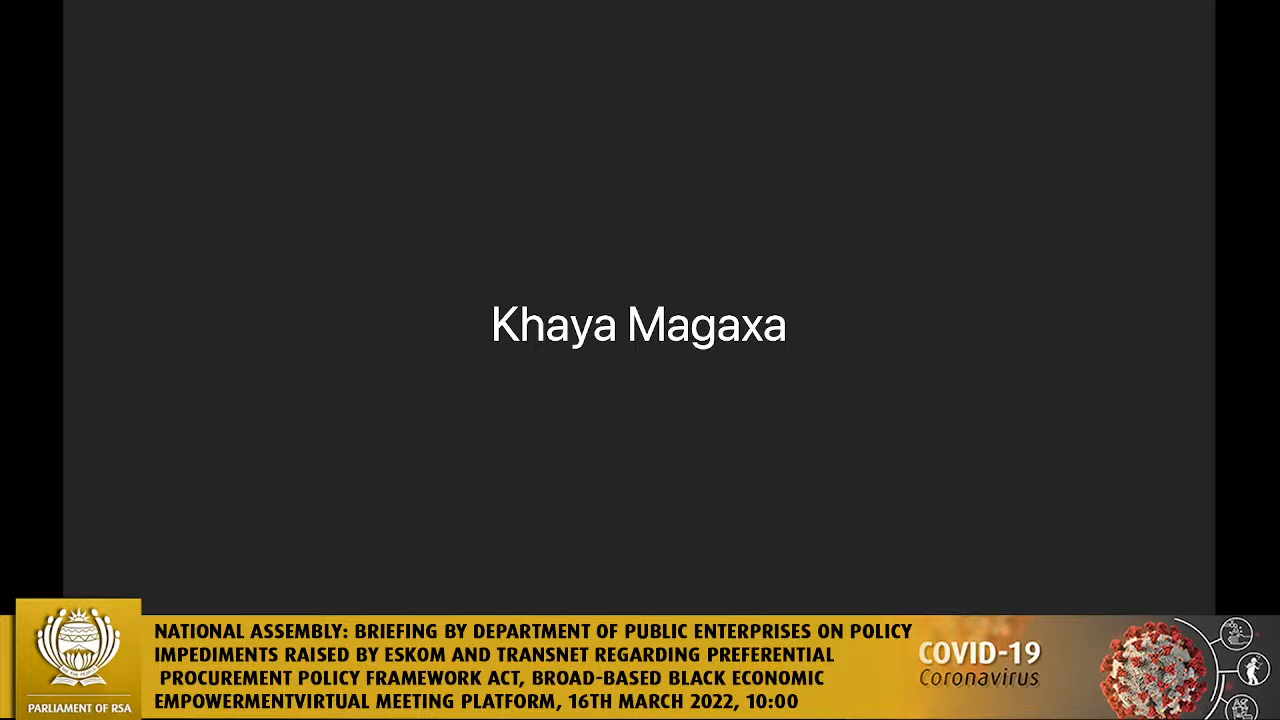 Khaya Magaxa
NATIONAL ASSEMBLY: BRIEFING BY DEPARTMENT OF PUBLIC ENTERPRISES ON POLICY
IMPEDIMENTS RAISED BY ESKOM AND TRANSNET REGARDING PREFERENTIAL
PROCUREMENT POLICY FRAMEWORK ACT, BROAD-BASED BLACK ECONOMIC
EMPOWERMENTVIRTUAL MEETING PLATFORM, 16TH MARCH 2022, 10:00
PARLIAMENT OF RSA
COVID-19
Coronavirus